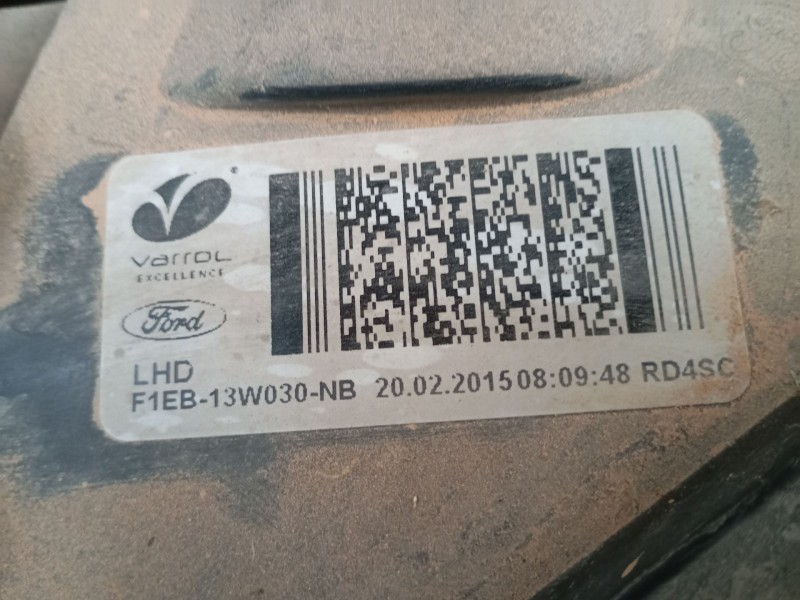 varroc
EXCELLENCE
Ford
LHD
F1EB-13W030-NB 20.02.2015 08:09:48 RD4SC